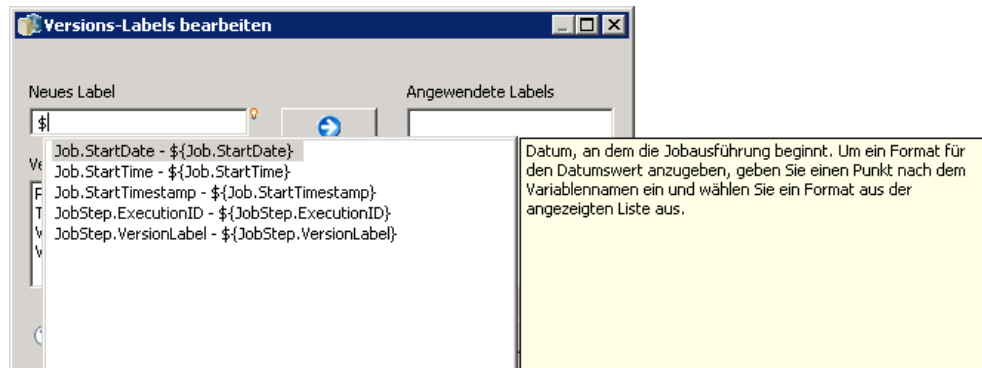 Versions-Labels bearbeiten
Neues Label
Angewendete Labels
$
Job.StartDate - ${Job.StartDate}
Job.StartTime - ${Job.StartTime}
Job.StartTimestamp - ${Job.StartTimestamp}
JobStep.ExecutionID - ${JobStep.ExecutionID}
JobStep.VersionLabel - ${JobStep.VersionLabel}
Datum, an dem die Jobausführung beginnt. Um ein Format für
den Datumswert anzugeben, geben Sie einen Punkt nach dem
Variablennamen ein und wählen Sie ein Format aus der
angezeigten Liste aus.